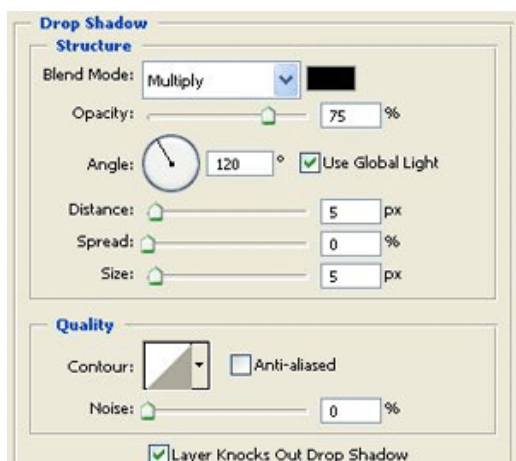 Drop Shadow
Structure
Blend Mode: Multiply
Opacity: 75 %
Angle: 120 ° Use Global Light
Distance: 5 px
Spread: 0 %
Size: 5 px
Quality
Contour: Anti-aliased
Noise: 0 %
Layer Knocks Out Drop Shadow